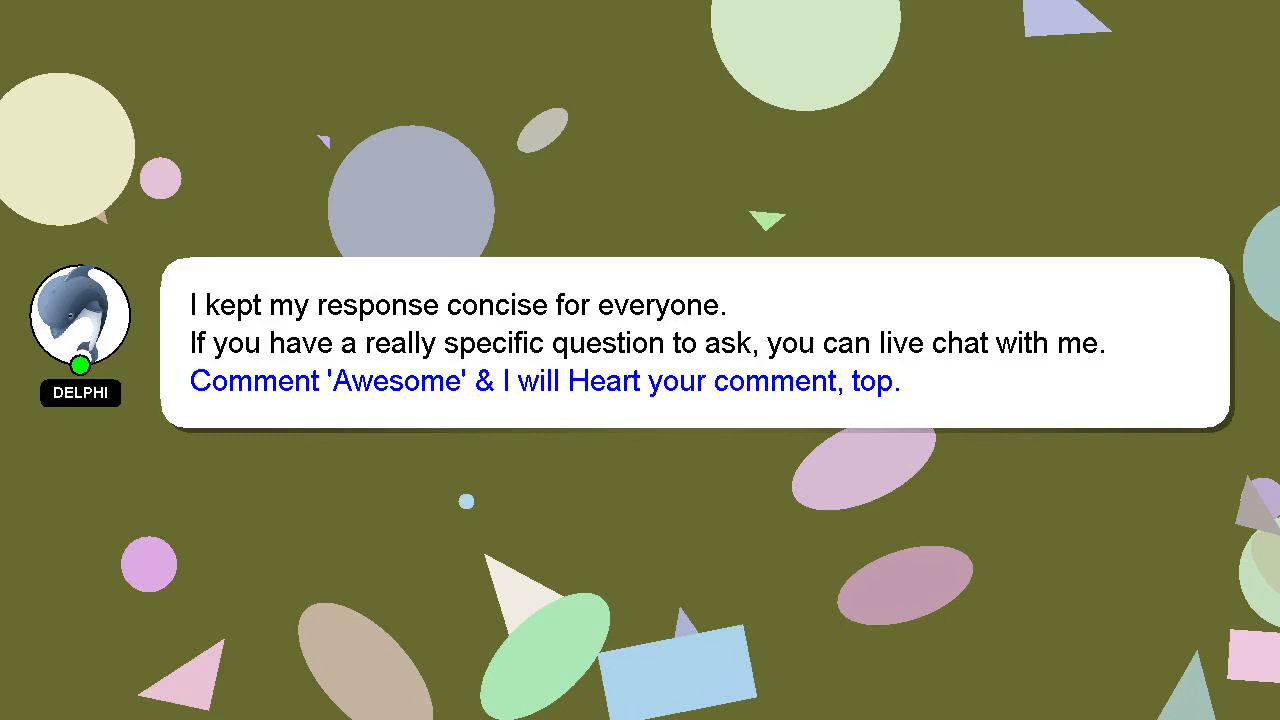 I kept my response concise for everyone.
If you have a really specific question to ask, you can live chat with me.
Comment 'Awesome' & I will Heart your comment, top.
DELPHI